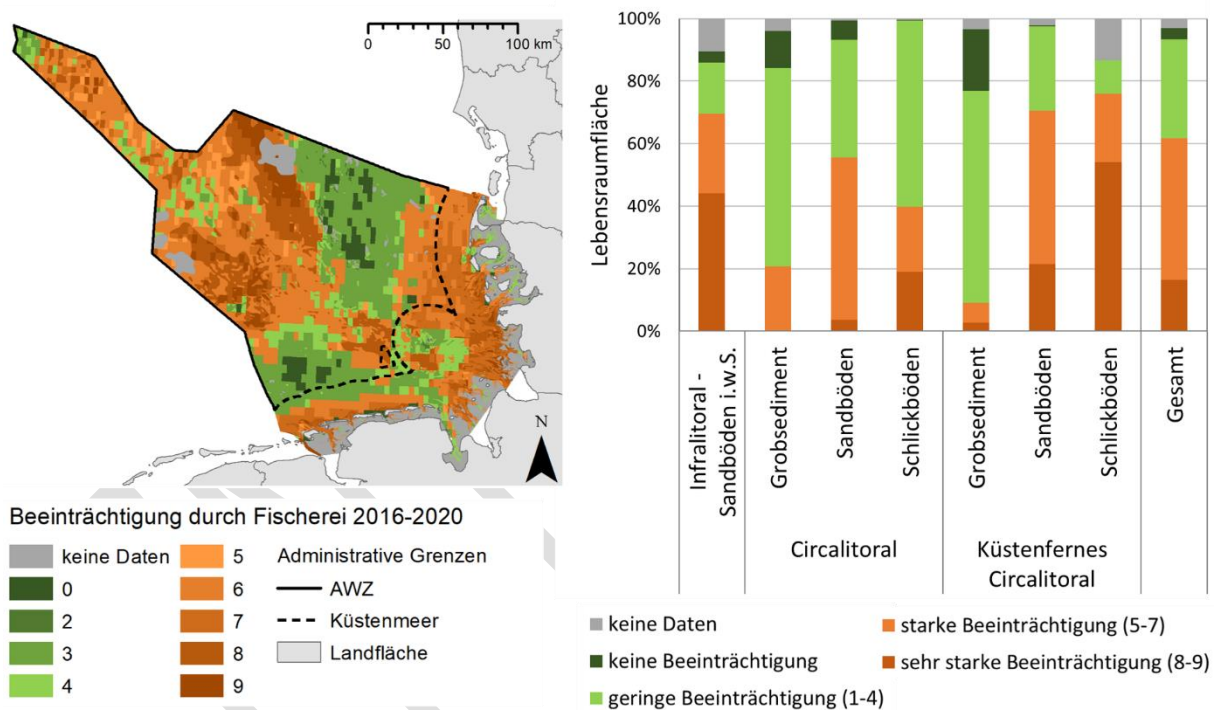 0 50 100 km
N
Beeinträchtigung durch Fischerei 2016-2020
keine Daten
0
2
3
4
5
6
7
8
9
Administrative Grenzen
AWZ
Küstenmeer
Landfläche
100%
80%
60%
40%
20%
0%
Lebensraumfläche
Infralitoral -
Sandböden i.w.S.
Grobsediment
Sandböden
Schlickböden
Grobsediment
Sandböden
Schlickböden
Gesamt
Circalitoral
Küstenfernes
Circalitoral
keine Daten
keine Beeinträchtigung
geringe Beeinträchtigung (1-4)
starke Beeinträchtigung (5-7)
sehr starke Beeinträchtigung (8-9)